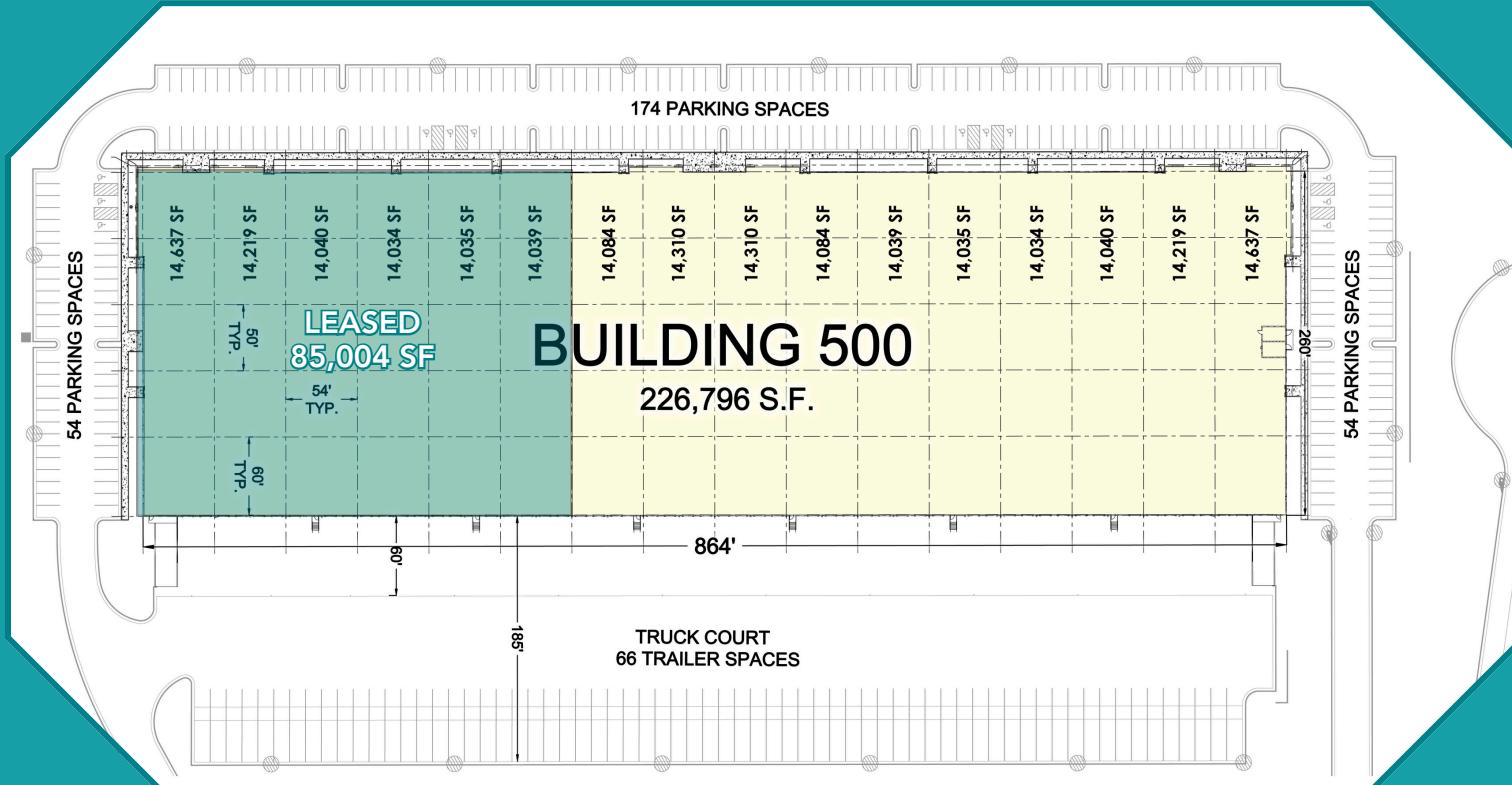 174 PARKING SPACES
14,637 SF
14,219 SF
14,040 SF
14,034 SF
14,035 SF
14,039 SF
14,084 SF
14,310 SF
14,310 SF
14,084 SF
14,039 SF
14,035 SF
14,034 SF
14,040 SF
14,219 SF
14,637 SF
54 PARKING SPACES
50'
TYP.
LEASED
85,004 SF
54'
TYP.
60'
TYP.
BUILDING 500
226,796 S.F.
260'
54 PARKING SPACES
864'
60'
185'
TRUCK COURT
66 TRAILER SPACES